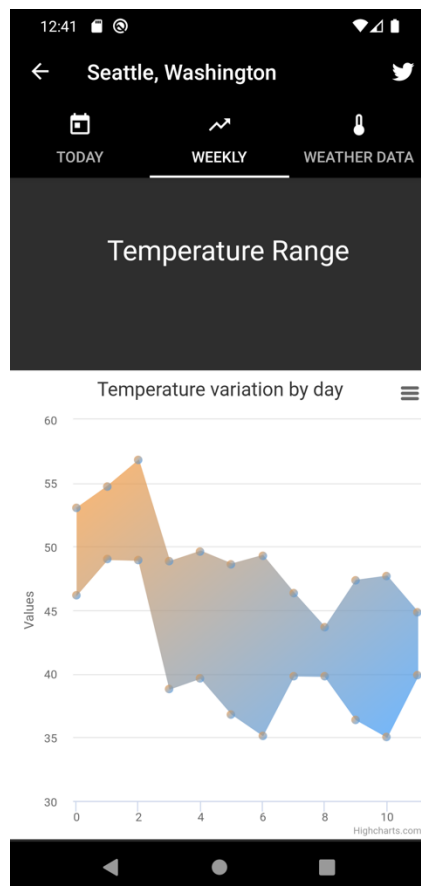 12:41
Seattle, Washington
TODAY WEEKLY WEATHER DATA
Temperature Range
Temperature variation by day
60
55
50
45
40
35
30
Values
0 2 4 6 8 10
Highcharts.com